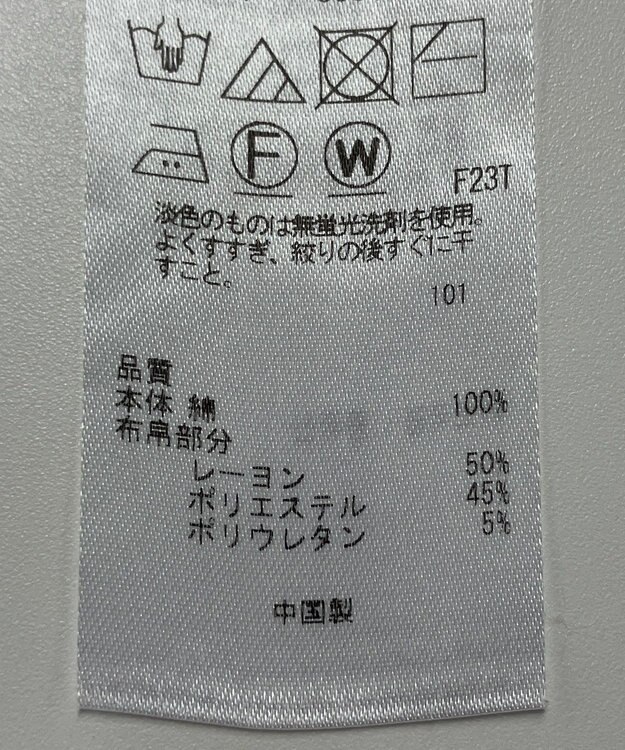 F
W
F23T
淡色のものは無蛍光洗剤を使用。
よくすすぎ、絞りの後すぐに干
すこと。
101
品質
本体 綿 100%
布帛部分
レーヨン 50%
ポリエステル 45%
ポリウレタン 5%
中国製